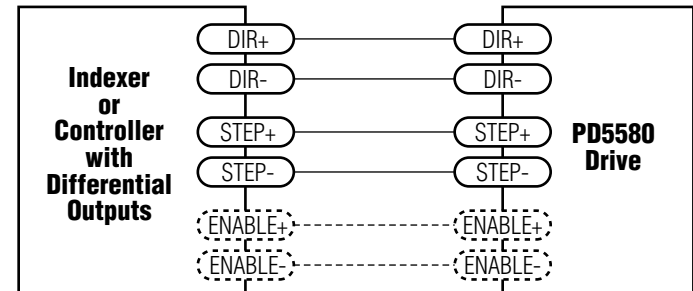 Indexer
or
Controller
with
Differential
Outputs
DIR+
DIR-
STEP+
STEP-
ENABLE+
ENABLE-
DIR+
DIR-
STEP+
STEP-
ENABLE+
ENABLE-
PD5580
Drive